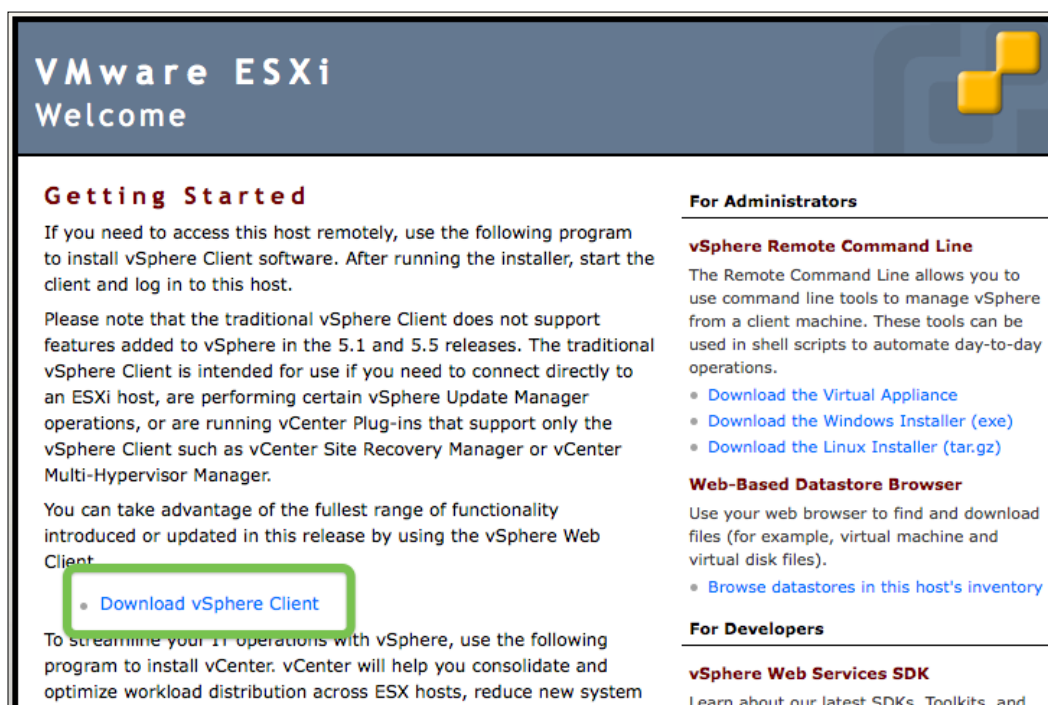 VMware ESXi
Welcome
Getting Started
If you need to access this host remotely, use the following program
to install vSphere Client software. After running the installer, start the
client and log in to this host.
Please note that the traditional vSphere Client does not support
features added to vSphere in the 5.1 and 5.5 releases. The traditional
vSphere Client is intended for use if you need to connect directly to
an ESXi host, are performing certain vSphere Update Manager
operations, or are running vCenter Plug-ins that support only the
vSphere Client such as vCenter Site Recovery Manager or vCenter
Multi-Hypervisor Manager.
You can take advantage of the fullest range of functionality
introduced or updated in this release by using the vSphere Web
Client
Download vSphere Client
To streamline your IT operations with vSphere, use the following
program to install vCenter. vCenter will help you consolidate and
optimize workload distribution across ESX hosts, reduce new system
For Administrators
vSphere Remote Command Line
The Remote Command Line allows you to
use command line tools to manage vSphere
from a client machine. These tools can be
used in shell scripts to automate day-to-day
operations.
Download the Virtual Appliance
Download the Windows Installer (exe)
Download the Linux Installer (tar.gz)
Web-Based Datastore Browser
Use your web browser to find and download
files (for example, virtual machine and
virtual disk files).
Browse datastores in this host's inventory
For Developers
vSphere Web Services SDK
Learn about our latest SDKs, Toolkits, and